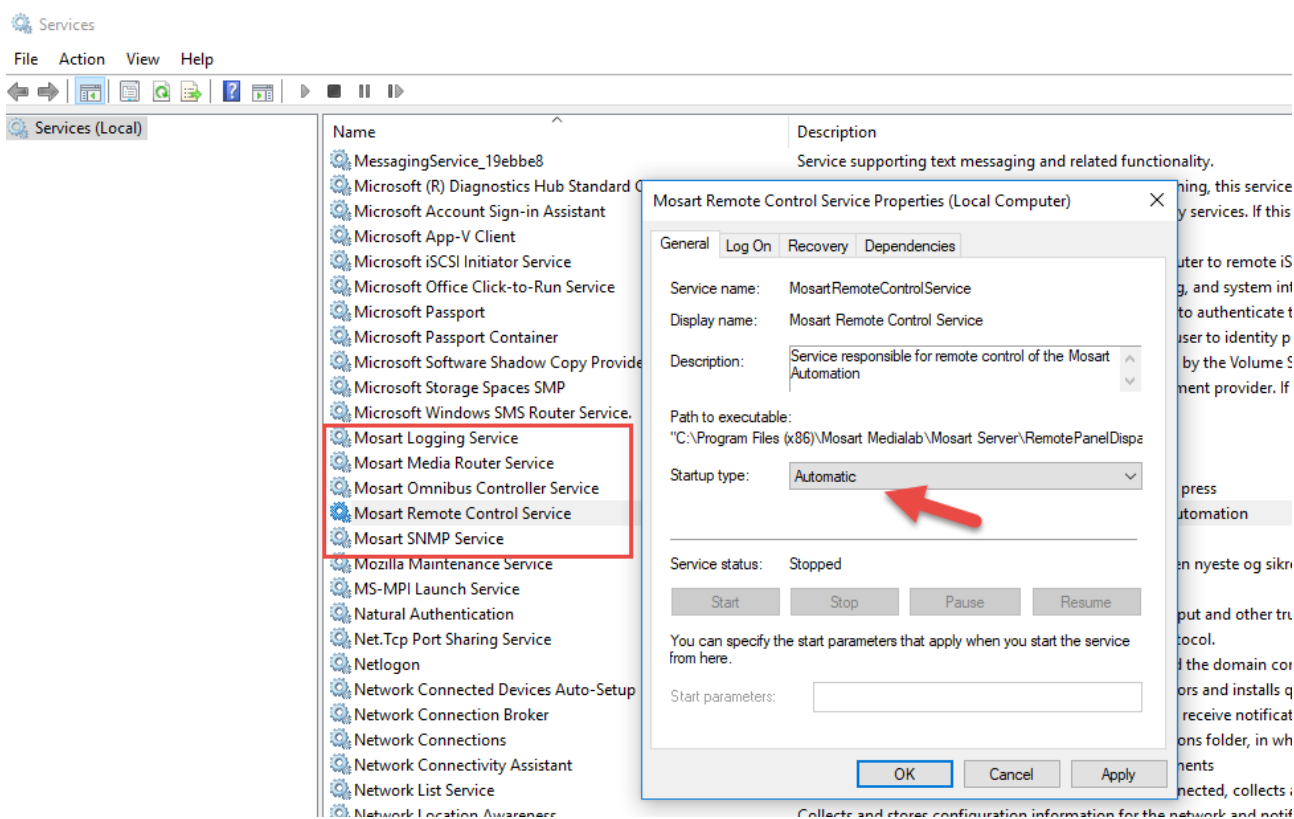 Services
File Action View Help
Services (Local)
Name Description
MessagingService_19ebbe8 Service supporting text messaging and related functionality.
Microsoft (R) Diagnostics Hub Standard C ning, this service
Microsoft Account Sign-in Assistant y services. If this
Microsoft App-V Client
Microsoft iSCSI Initiator Service uter to remote iS
Microsoft Office Click-to-Run Service g, and system int
Microsoft Passport to authenticate t
Microsoft Passport Container user to identity p
Microsoft Software Shadow Copy Provide by the Volume S
Microsoft Storage Spaces SMP ment provider. If
Microsoft Windows SMS Router Service.
Mosart Logging Service
Mosart Media Router Service
Mosart Omnibus Controller Service press
Mosart Remote Control Service utomation
Mosart SNMP Service
Mozilla Maintenance Service en nyeste og sikre
MS-MPI Launch Service
Natural Authentication put and other tru
Net.Tcp Port Sharing Service tocol.
Netlogon d the domain con
Network Connected Devices Auto-Setup ors and installs q
Network Connection Broker receive notificat
Network Connections ons folder, in wh
Network Connectivity Assistant nents
Network List Service nected, collects a
Network Location Awareness Collects and stores configuration information for the network and notif
Mosart Remote Control Service Properties (Local Computer)
General Log On Recovery Dependencies
Service name: MosartRemoteControlService
Display name: Mosart Remote Control Service
Description: Service responsible for remote control of the Mosart
Automation
Path to executable:
"C:\Program Files (x86)\Mosart Medialab\Mosart Server\RemotePanelDispa
Startup type: Automatic
Service status: Stopped
Start Stop Pause Resume
You can specify the start parameters that apply when you start the service
from here.
Start parameters:
OK Cancel Apply